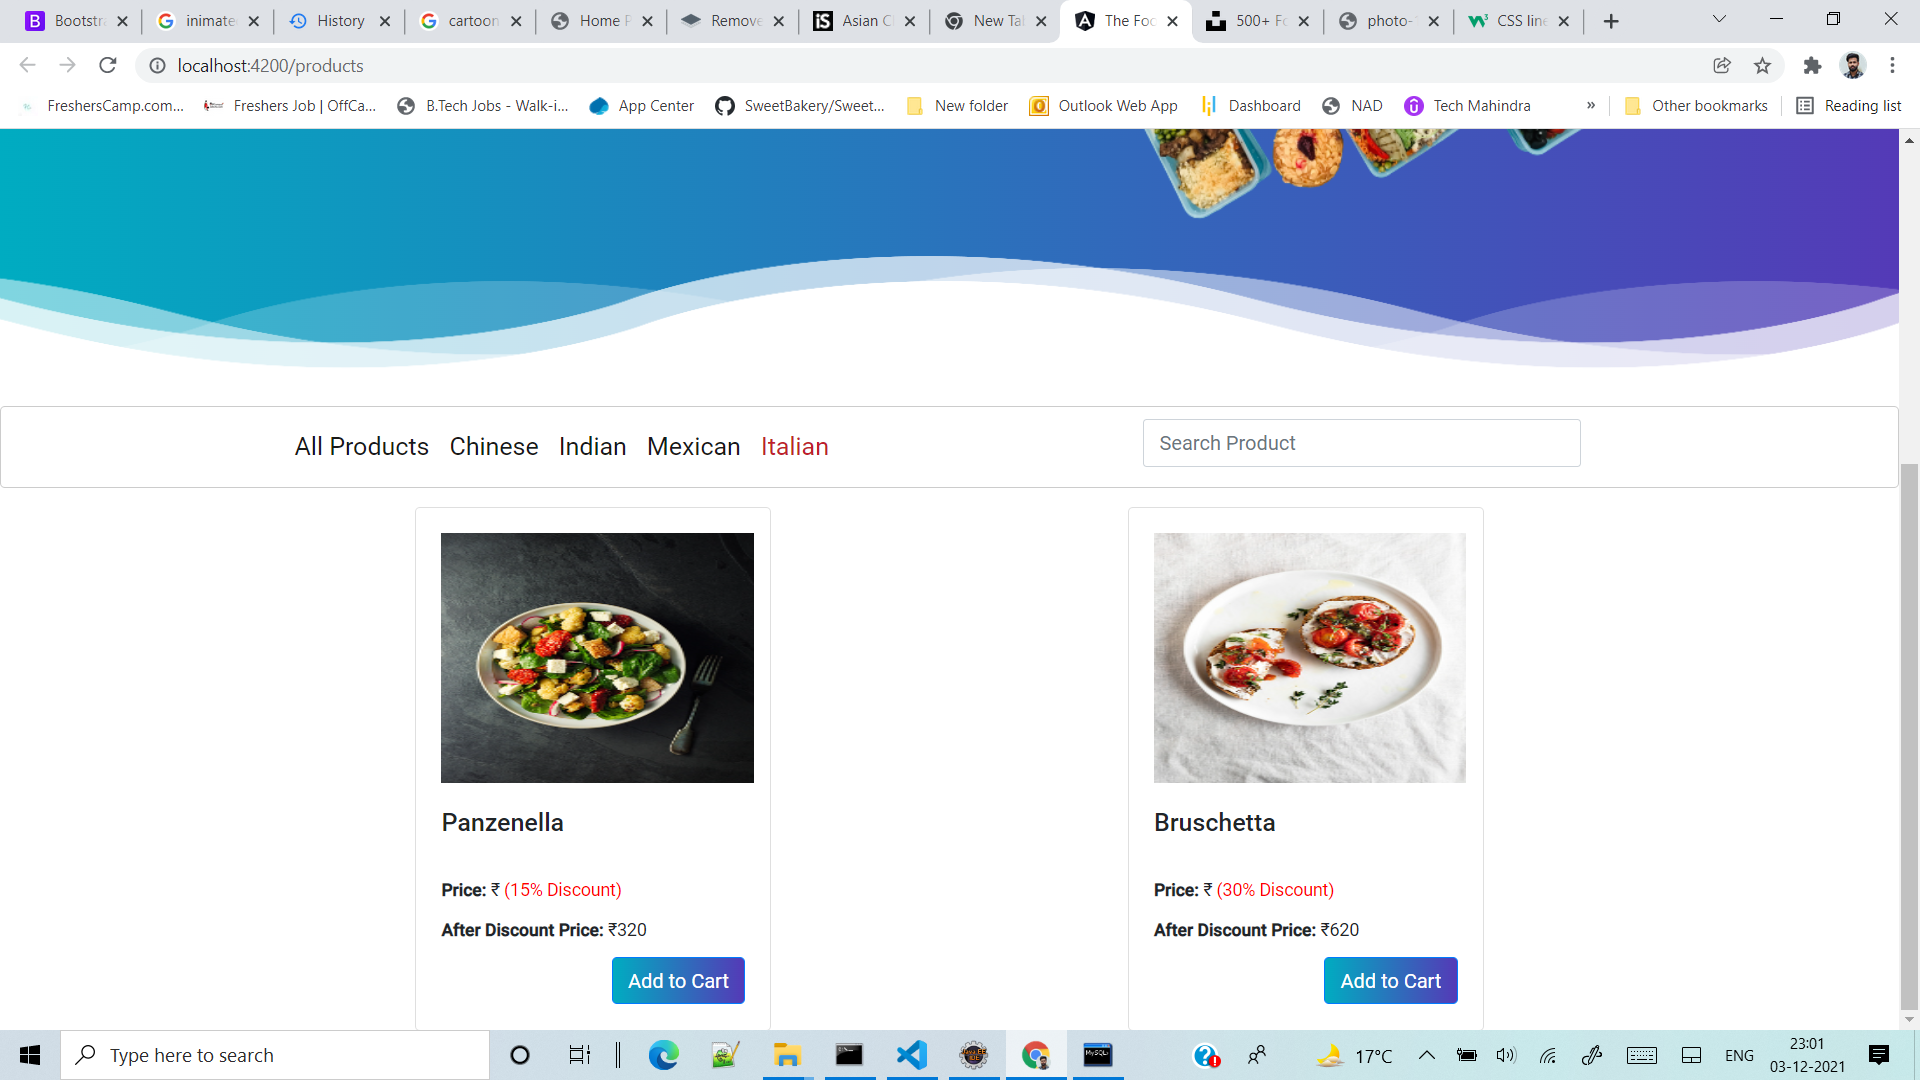 Bootstra inimate History cartoon Home P Remove Asian C New Tab The Foo 500+ Fo photo-1 CSS line
localhost:4200/products
FreshersCamp.com... Freshers Job | OffCa... B.Tech Jobs - Walk-i... App Center SweetBakery/Sweet... New folder Outlook Web App Dashboard NAD Tech Mahindra » Other bookmarks Reading list
All Products Chinese Indian Mexican Italian Search Product
Panzenella
Price: ₹ (15% Discount)
After Discount Price: ₹320
Add to Cart
Bruschetta
Price: ₹ (30% Discount)
After Discount Price: ₹620
Add to Cart
Type here to search 17°C ENG 23:01
03-12-2021